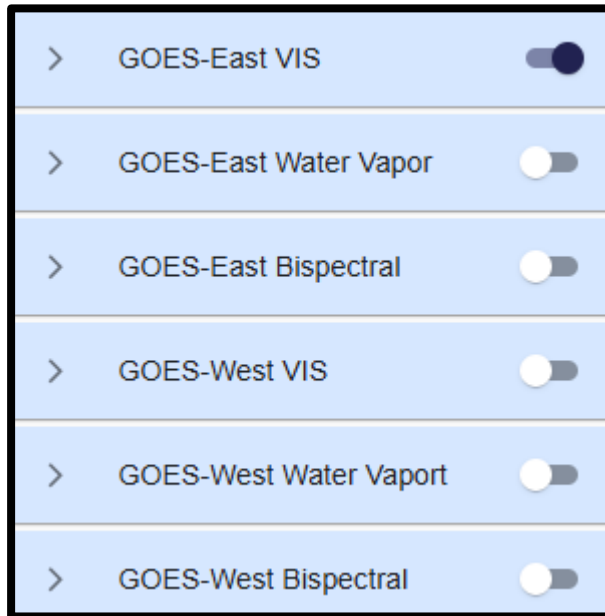 GOES-East VIS
GOES-East Water Vapor
GOES-East Bispectral
GOES-West VIS
GOES-West Water Vaport
GOES-West Bispectral